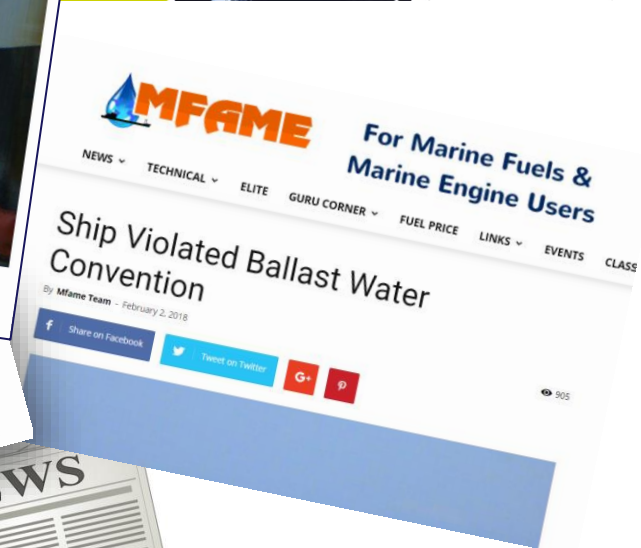 MFAME
For Marine Fuels &
Marine Engine Users
NEWS
TECHNICAL
ELITE
GURU CORNER
FUEL PRICE
LINKS
EVENTS
Ship Violated Ballast Water
Convention
By Mfame Team - February 2, 2018
Share on Facebook
Tweet on Twitter
G+
905
WS